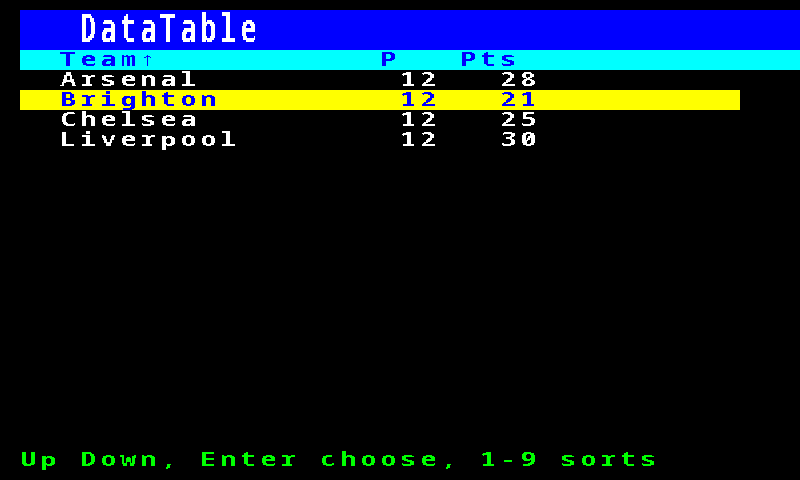 DataTable
Team↑ P Pts
Arsenal 12 28
Brighton 12 21
Chelsea 12 25
Liverpool 12 30
Up Down, Enter choose, 1-9 sorts